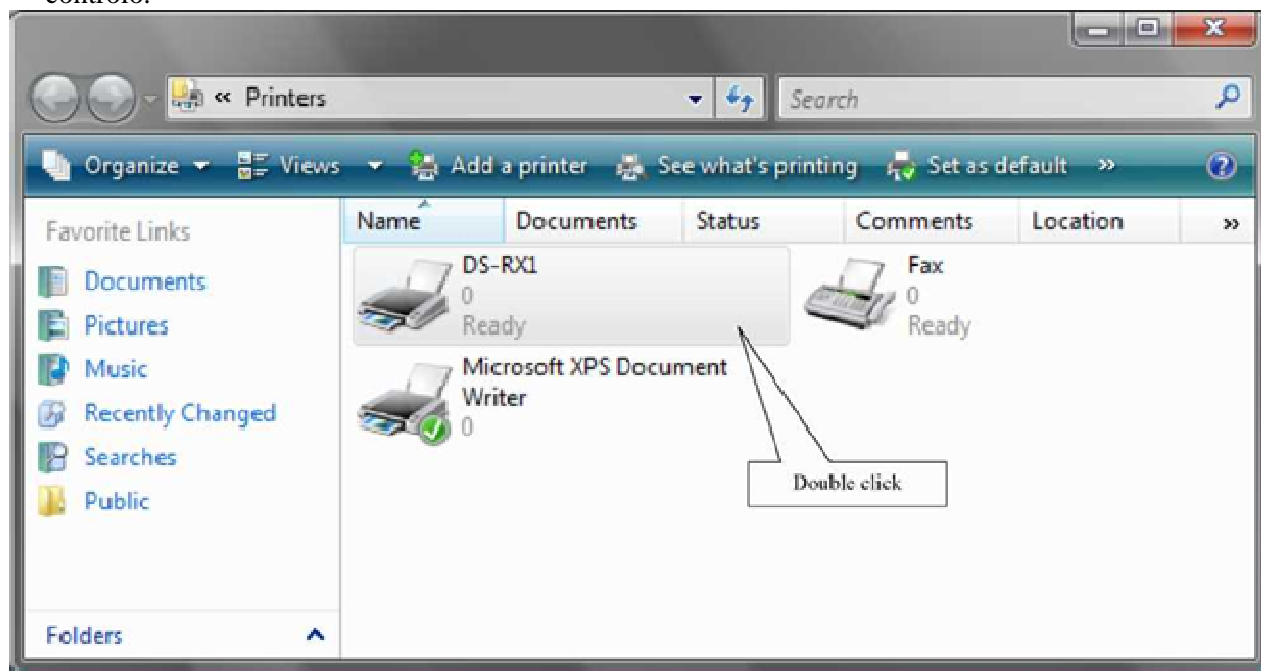 controlo.
« Printers
Search
Organize Views Add a printer See what's printing Set as default »
Favorite Links
Name Documents Status Comments Location »
Documents
Pictures
Music
Recently Changed
Searches
Public
DS-RX1
0
Ready
Fax
0
Ready
Microsoft XPS Document
Writer
0
Double click
Folders